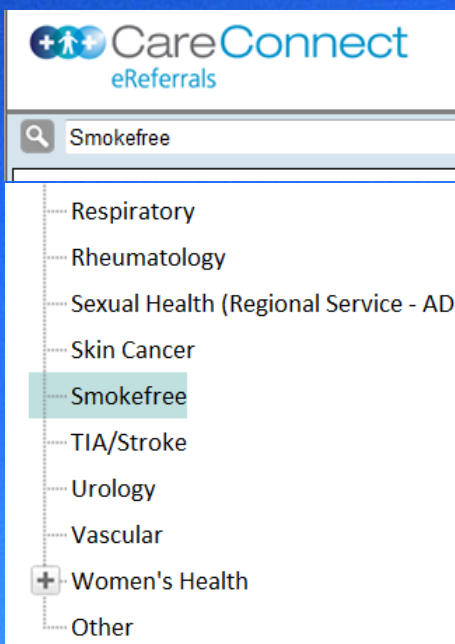 CareConnect
eReferrals
Smokefree
Respiratory
Rheumatology
Sexual Health (Regional Service - AD
Skin Cancer
Smokefree
TIA/Stroke
Urology
Vascular
Women's Health
Other